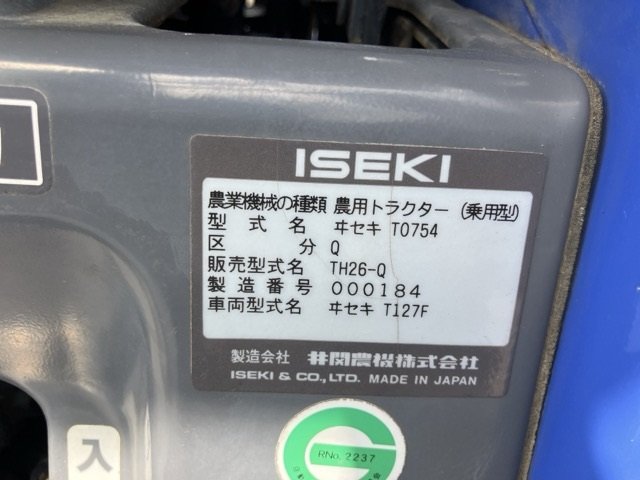 ISEKI
農業機械の種類 農用トラクター (乗用型)
型式名 ヰセキ T0754
区分 Q
販売型式名 TH26-Q
製造番号 000184
車両型式名 ヰセキ T127F
製造会社 井関農機株式会社
ISEKI & CO., LTD. MADE IN JAPAN
RNo. 2237
入